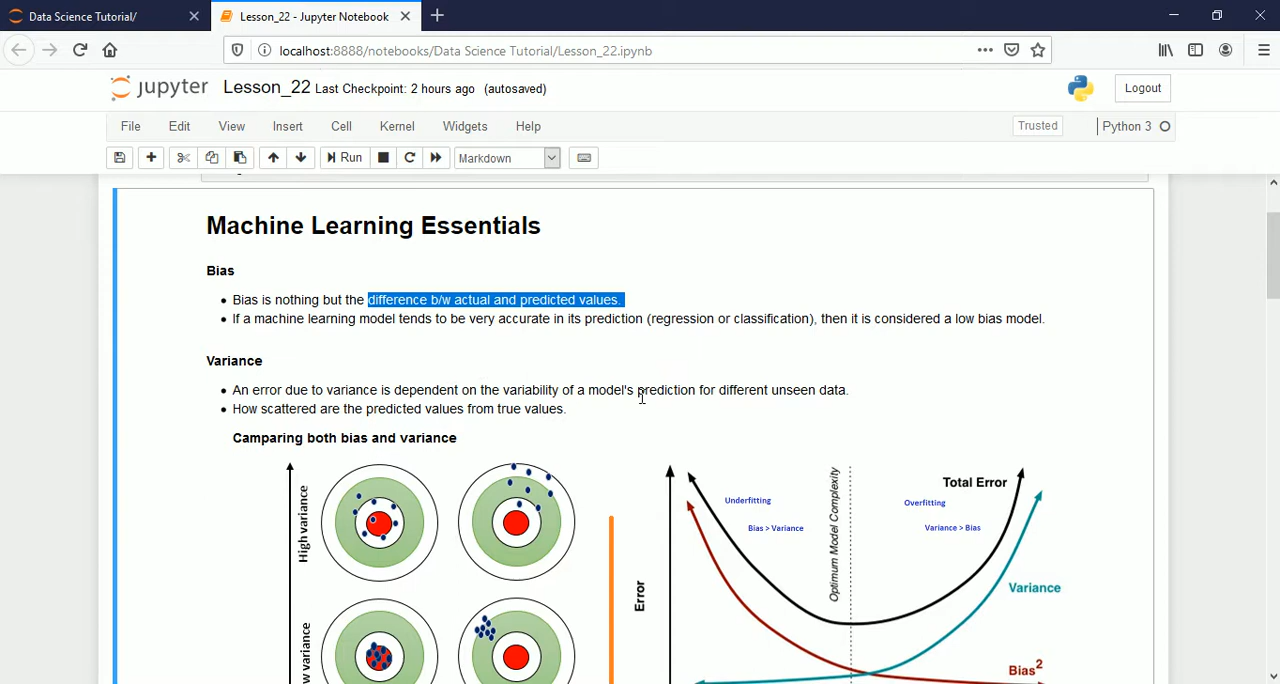 Data Science Tutorial/
Lesson_22 - Jupyter Notebook
localhost:8888/notebooks/Data Science Tutorial/Lesson_22.ipynb
jupyter Lesson_22 Last Checkpoint: 2 hours ago (autosaved)
Logout
File Edit View Insert Cell Kernel Widgets Help
Trusted
Python 3
Run
Markdown
Machine Learning Essentials
Bias
• Bias is nothing but the difference b/w actual and predicted values.
• If a machine learning model tends to be very accurate in its prediction (regression or classification), then it is considered a low bias model.
Variance
• An error due to variance is dependent on the variability of a model's prediction for different unseen data.
• How scattered are the predicted values from true values.
Camparing both bias and variance
High variance
variance
Error
Underfitting
Bias > Variance
Optimum Model Complexity
Total Error
Overfitting
Variance > Bias
Variance
Bias2